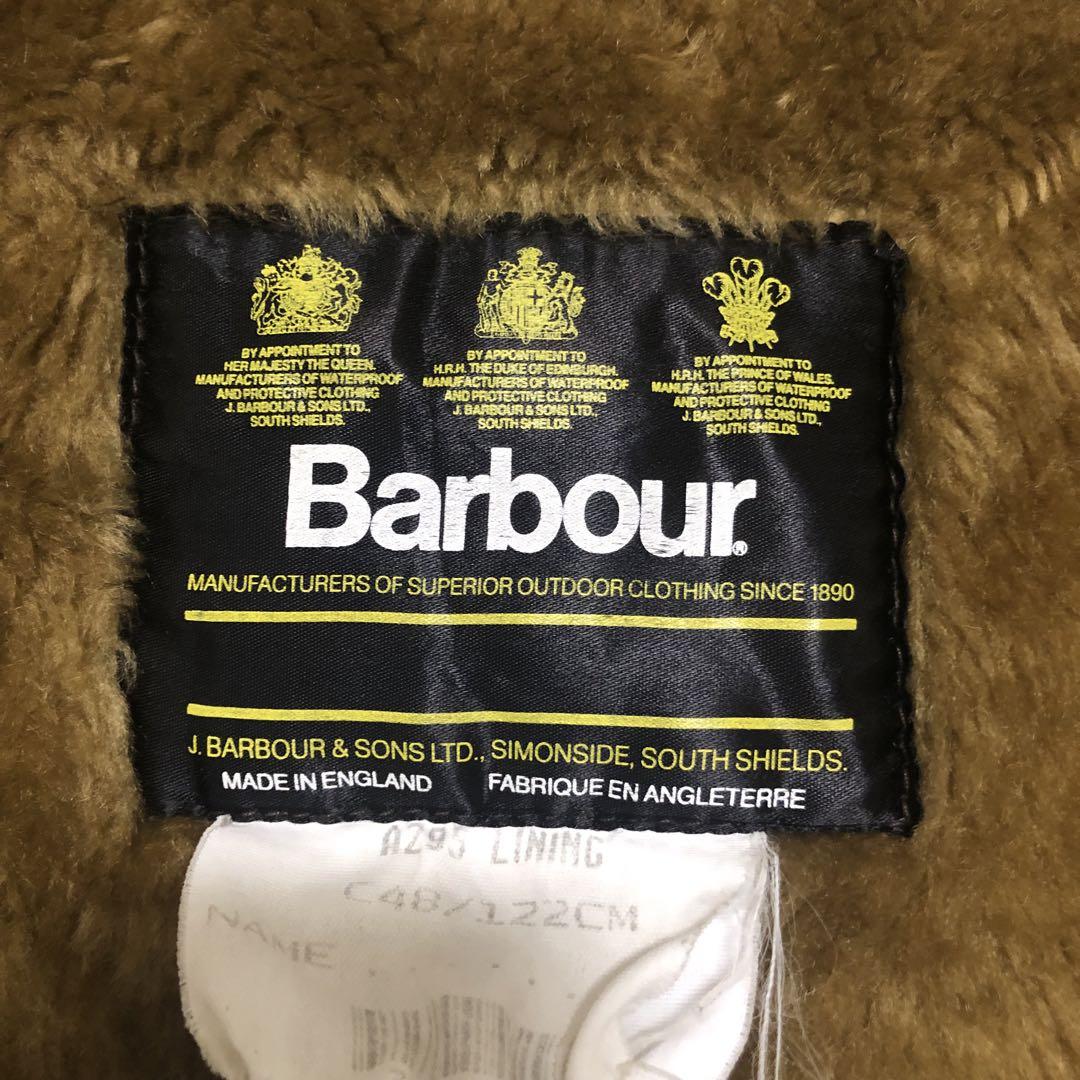 BY APPOINTMENT TO
HER MAJESTY THE QUEEN.
MANUFACTURERS OF WATERPROOF
AND PROTECTIVE CLOTHING
J. BARBOUR & SONS LTD.,
SOUTH SHIELDS.
BY APPOINTMENT TO
H.R.H. THE DUKE OF EDINBURGH.
MANUFACTURERS OF WATERPROOF
AND PROTECTIVE CLOTHING
J. BARBOUR & SONS LTD.
SOUTH SHIELDS.
BY APPOINTMENT TO
H.R.H. THE PRINCE OF WALES.
MANUFACTURERS OF WATERPROOF
AND PROTECTIVE CLOTHING
J. BARBOUR & SONS LTD.,
SOUTH SHIELDS.
Barbour®
MANUFACTURERS OF SUPERIOR OUTDOOR CLOTHING SINCE 1890
J. BARBOUR & SONS LTD., SIMONSIDE, SOUTH SHIELDS.
MADE IN ENGLAND FABRIQUE EN ANGLETERRE
A295 LINING
C48/122CM
NAME